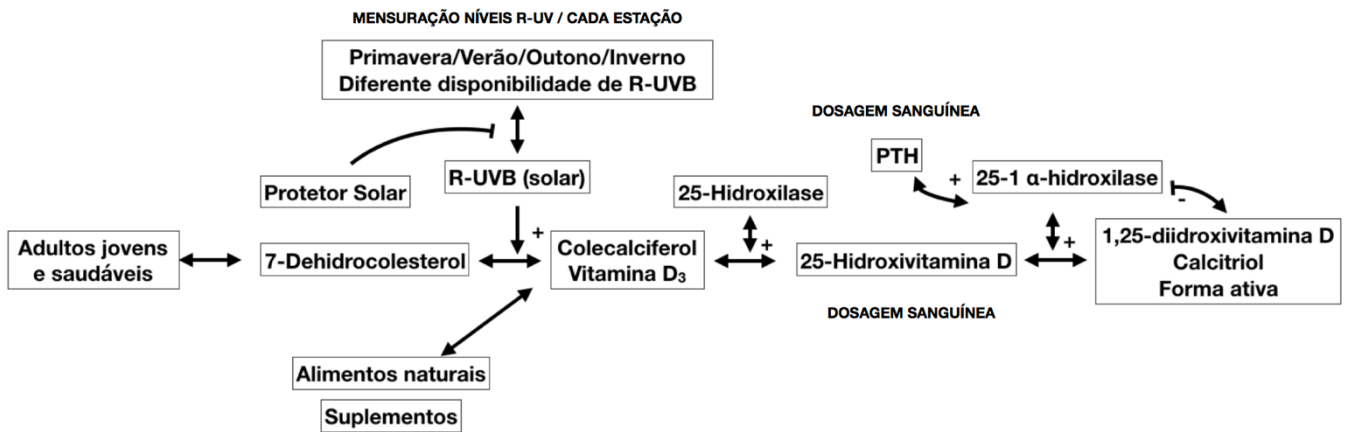 MENSURAÇÃO NÍVEIS R-UV / CADA ESTAÇÃO
Primavera/Verão/Outono/Inverno
Diferente disponibilidade de R-UVB
DOSAGEM SANGUÍNEA
PTH
Protetor Solar
R-UVB (solar)
25-Hidroxilase
+
25-1 α-hidroxilase
-
Adultos jovens
e saudáveis
7-Dehidrocolesterol
+
Colecalciferol
Vitamina D₃
+
25-Hidroxivitamina D
+
1,25-diidroxivitamina D
Calcitriol
Forma ativa
DOSAGEM SANGUÍNEA
Alimentos naturais
Suplementos